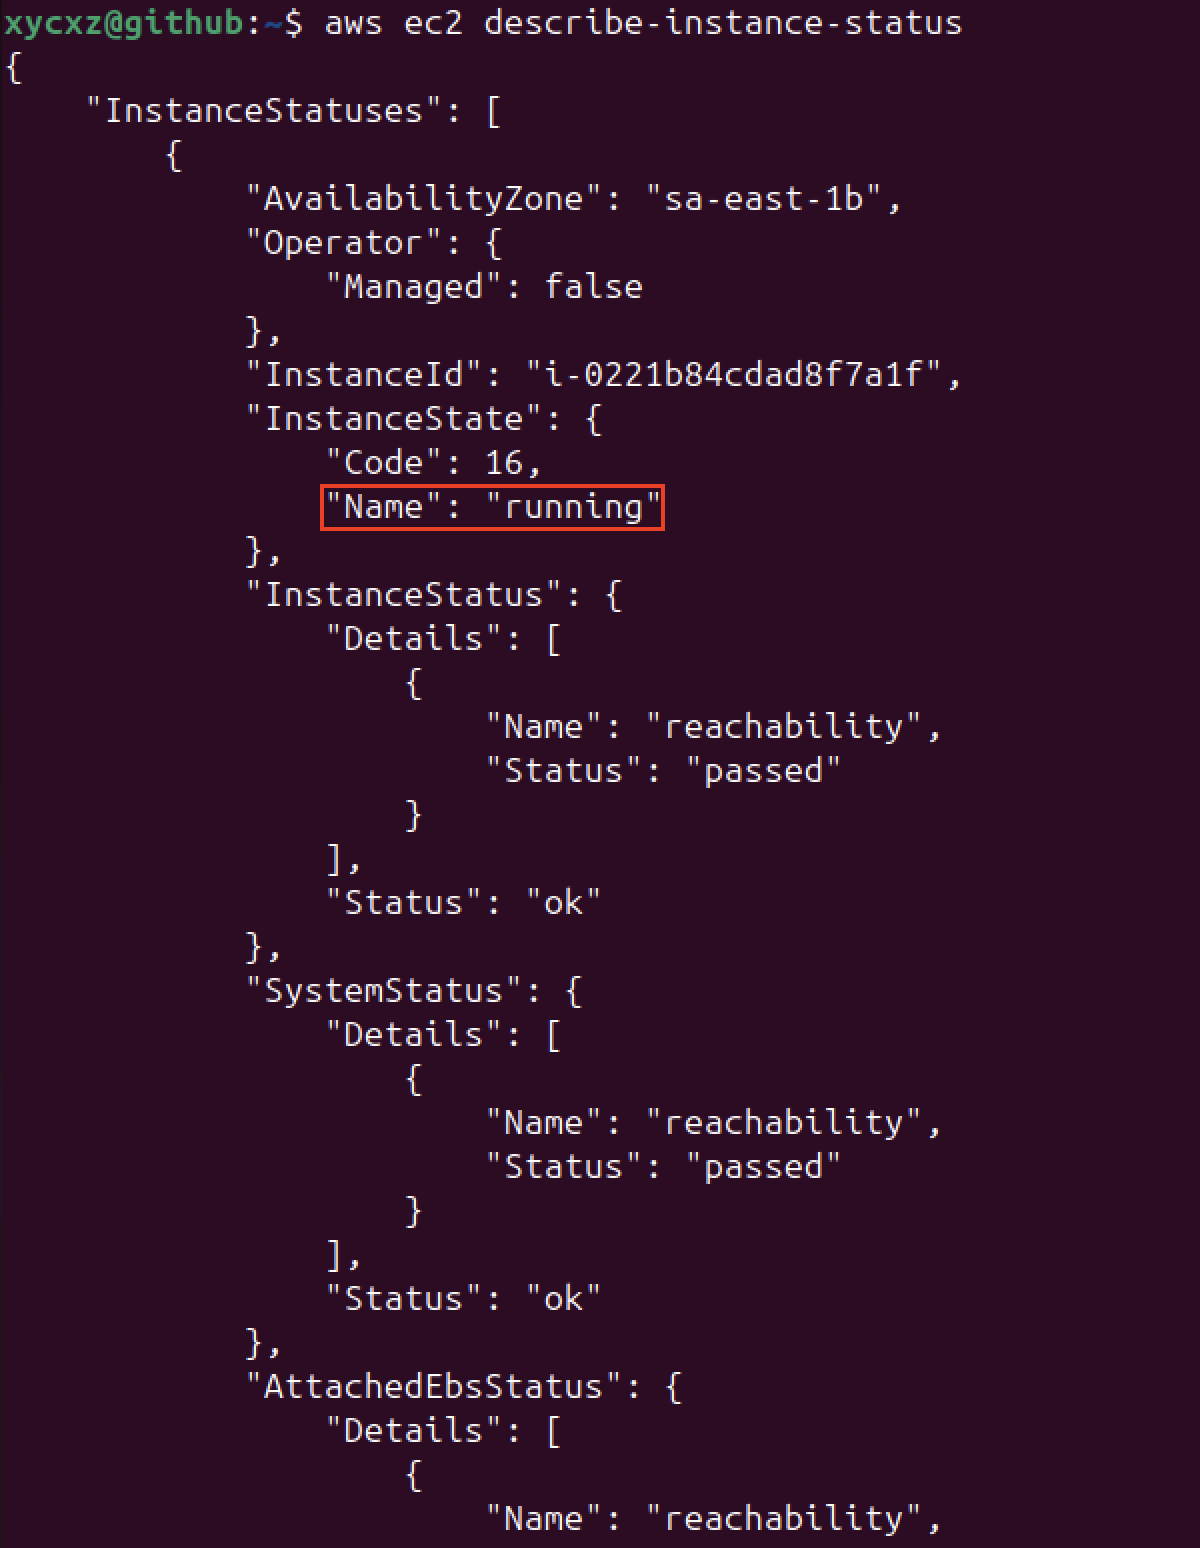 xycxz@github:~$ aws ec2 describe-instance-status
{
    "InstanceStatuses": [
        {
            "AvailabilityZone": "sa-east-1b",
            "Operator": {
                "Managed": false
            },
            "InstanceId": "i-0221b84cdad8f7a1f",
            "InstanceState": {
                "Code": 16,
                "Name": "running"
            },
            "InstanceStatus": {
                "Details": [
                    {
                        "Name": "reachability",
                        "Status": "passed"
                    }
                ],
                "Status": "ok"
            },
            "SystemStatus": {
                "Details": [
                    {
                        "Name": "reachability",
                        "Status": "passed"
                    }
                ],
                "Status": "ok"
            },
            "AttachedEbsStatus": {
                "Details": [
                    {
                        "Name": "reachability",